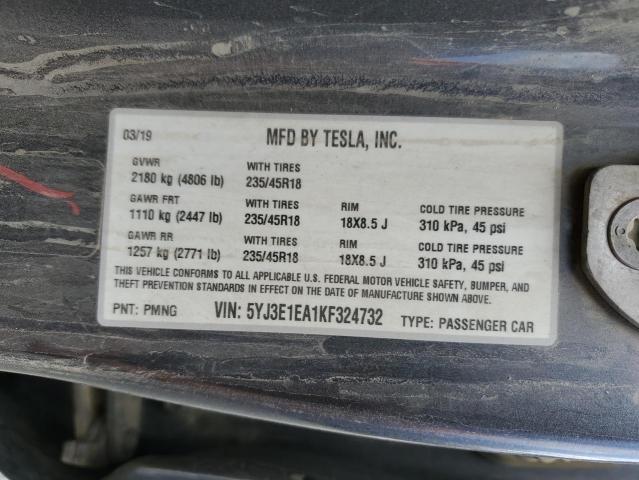 03/19 MFD BY TESLA, INC.
GVWR WITH TIRES
2180 kg (4806 lb) 235/45R18
GAWR FRT WITH TIRES RIM COLD TIRE PRESSURE
1110 kg (2447 lb) 235/45R18 18X8.5 J 310 kPa, 45 psi
GAWR RR WITH TIRES RIM COLD TIRE PRESSURE
1257 kg (2771 lb) 235/45R18 18X8.5 J 310 kPa, 45 psi
THIS VEHICLE CONFORMS TO ALL APPLICABLE U.S. FEDERAL MOTOR VEHICLE SAFETY, BUMPER, AND
THEFT PREVENTION STANDARDS IN EFFECT ON THE DATE OF MANUFACTURE SHOWN ABOVE.
PNT: PMNG VIN: 5YJ3E1EA1KF324732 TYPE: PASSENGER CAR